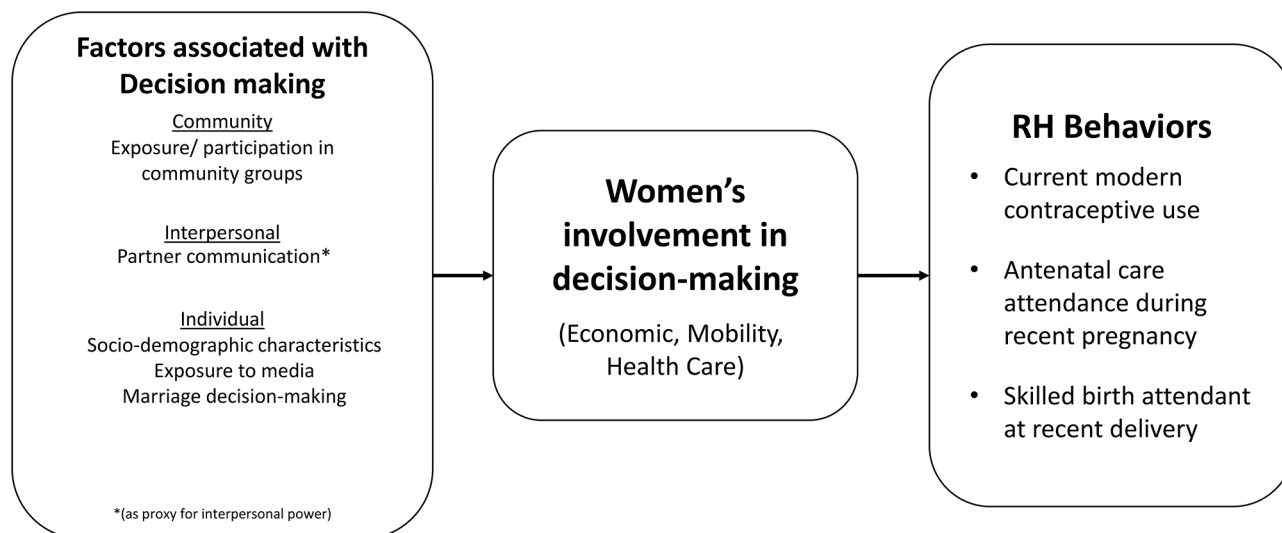 Factors associated with
Decision making
Community
Exposure/ participation in
community groups
Interpersonal
Partner communication*
Individual
Socio-demographic characteristics
Exposure to media
Marriage decision-making
*(as proxy for interpersonal power)
Women’s
involvement in
decision-making
(Economic, Mobility,
Health Care)
RH Behaviors
• Current modern
contraceptive use
• Antenatal care
attendance during
recent pregnancy
• Skilled birth attendant
at recent delivery